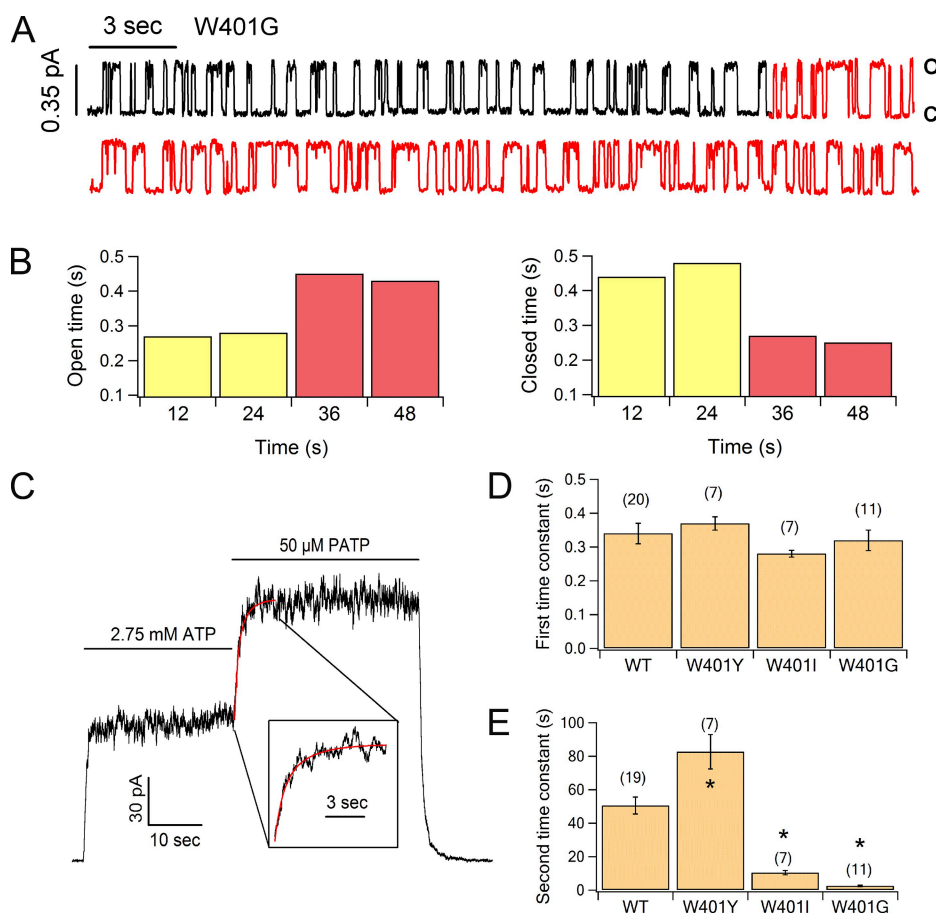 A
3 sec W401G
0.35 pA
O
C
B
Open time (s)
0.5
0.4
0.3
0.2
0.1
12 24 36 48
Time (s)
Closed time (s)
0.5
0.4
0.3
0.2
0.1
12 24 36 48
Time (s)
C
50 µM PATP
2.75 mM ATP
30 pA
10 sec
3 sec
D
First time constant (s)
0.5
0.4
0.3
0.2
0.1
0.0
(20) (7) (7) (11)
WT W401Y W401I W401G
E
Second time constant (s)
100
80
60
40
20
0
(19) (7) * * (7) * (11)
WT W401Y W401I W401G